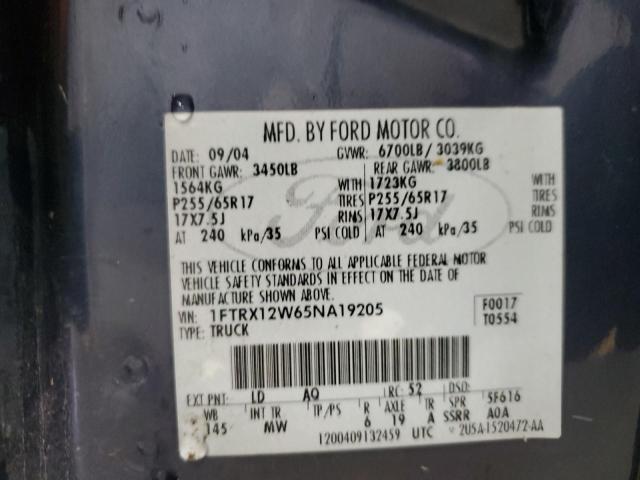 MFD. BY FORD MOTOR CO.
DATE: 09/04 GVWR: 6700LB / 3039KG
FRONT GAWR: 3450LB REAR GAWR: 3800LB
1564KG WITH 1723KG WITH
P255/65R17 TIRES P255/65R17 TIRES
17X7.5J RIMS 17X7.5J RIMS
AT 240 kPa/35 PSI COLD AT 240 kPa/35 PSI COLD
Ford
THIS VEHICLE CONFORMS TO ALL APPLICABLE FEDERAL MOTOR
VEHICLE SAFETY STANDARDS IN EFFECT ON THE DATE OF
MANUFACTURE SHOWN ABOVE.
VIN: 1FTRX12W65NA19205 F0017
TYPE: TRUCK T0554
EXT PNT: LD AQ RC: 52 DSO:
WB INT TR TP/PS R AXLE TR SPR 5F616
145 MW 6 19 A SSRR A0A
1200409132459 UTC 2U5A-1520472-AA